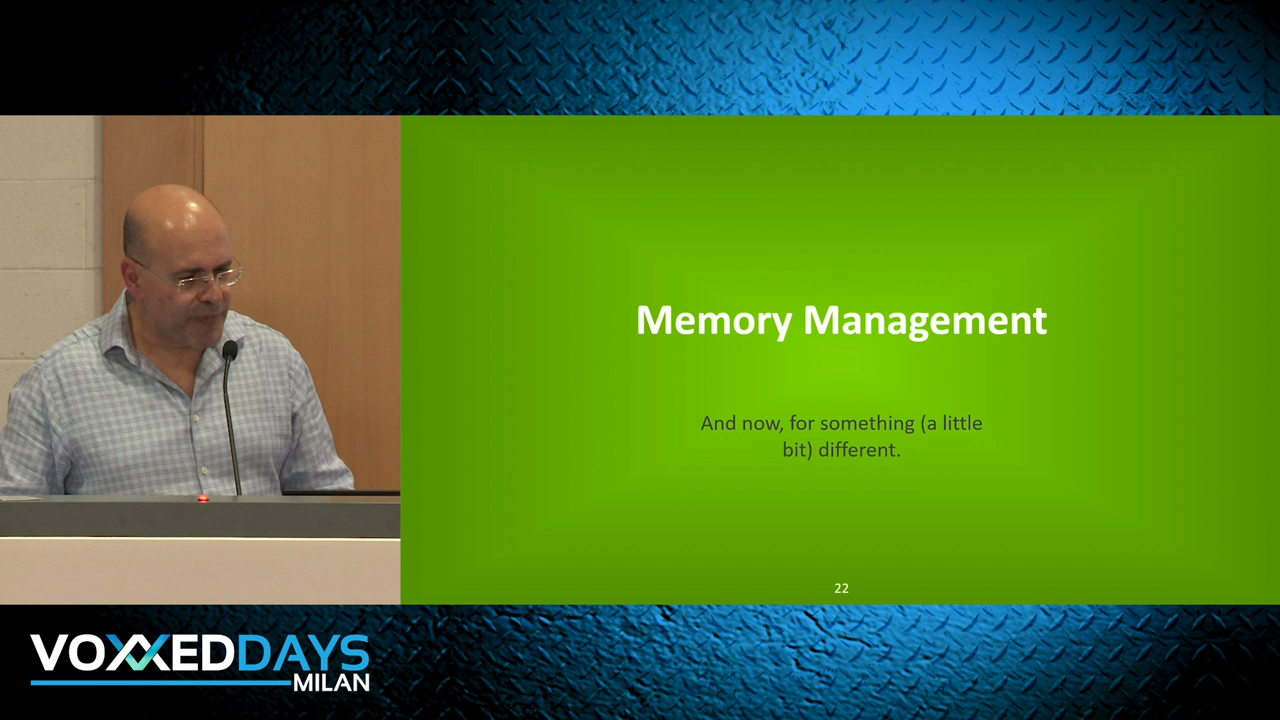 Memory Management
And now, for something (a little
bit) different.
22
VOXXEDDAYS
MILAN